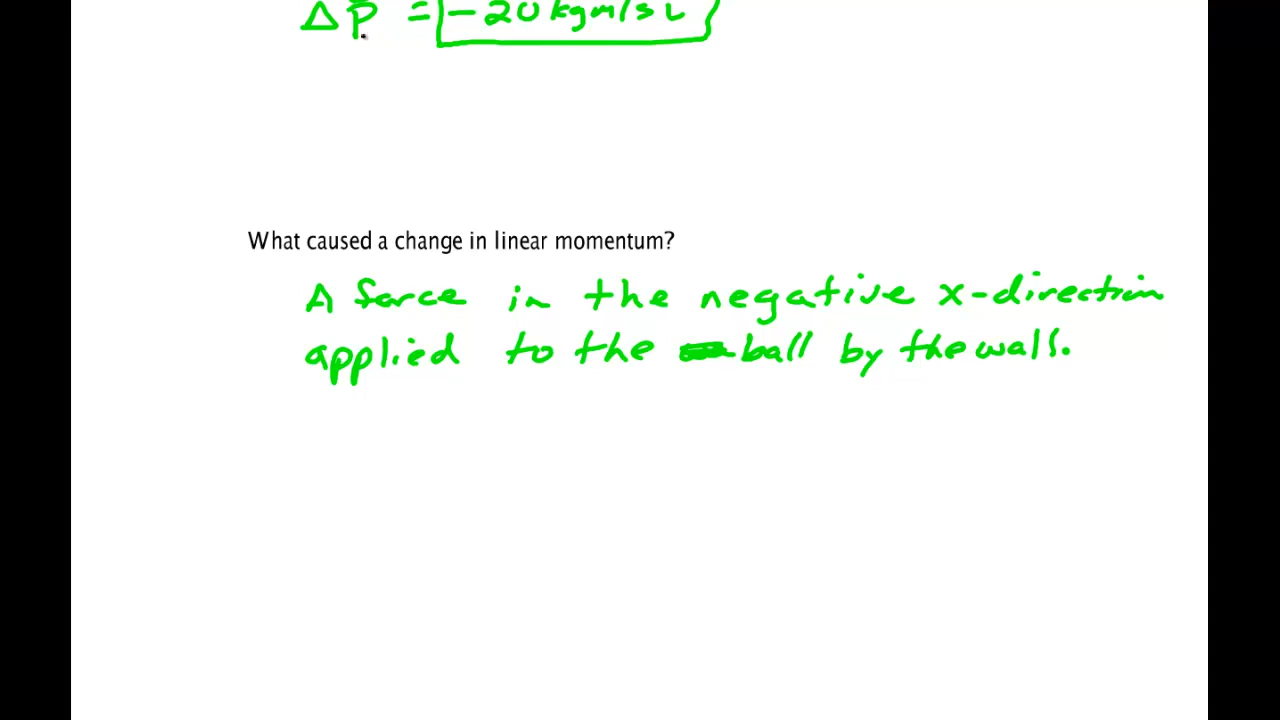 Δp = -20 kgm/s î
What caused a change in linear momentum?
A force in the negative x-direction
applied to the ball by the wall.